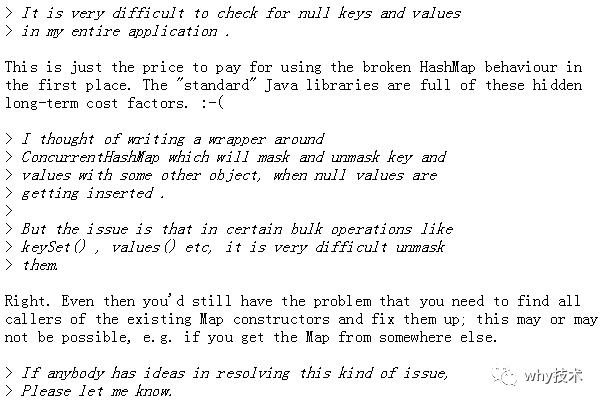 > It is very difficult to check for null keys and values
> in my entire application .
This is just the price to pay for using the broken HashMap behaviour in
the first place. The "standard" Java libraries are full of these hidden
long-term cost factors. :-(
> I thought of writing a wrapper around
> ConcurrentHashMap which will mask and unmask key and
> values with some other object, when null values are
> getting inserted .
>
> But the issue is that in certain bulk operations like
> keySet() , values() etc, it is very difficult unmask
> them.
Right. Even then you'd still have the problem that you need to find all
callers of the existing Map constructors and fix them up; this may or may
not be possible, e.g. if you get the Map from somewhere else.
> If anybody has ideas in resolving this kind of issue,
> Please let me know.
why技术